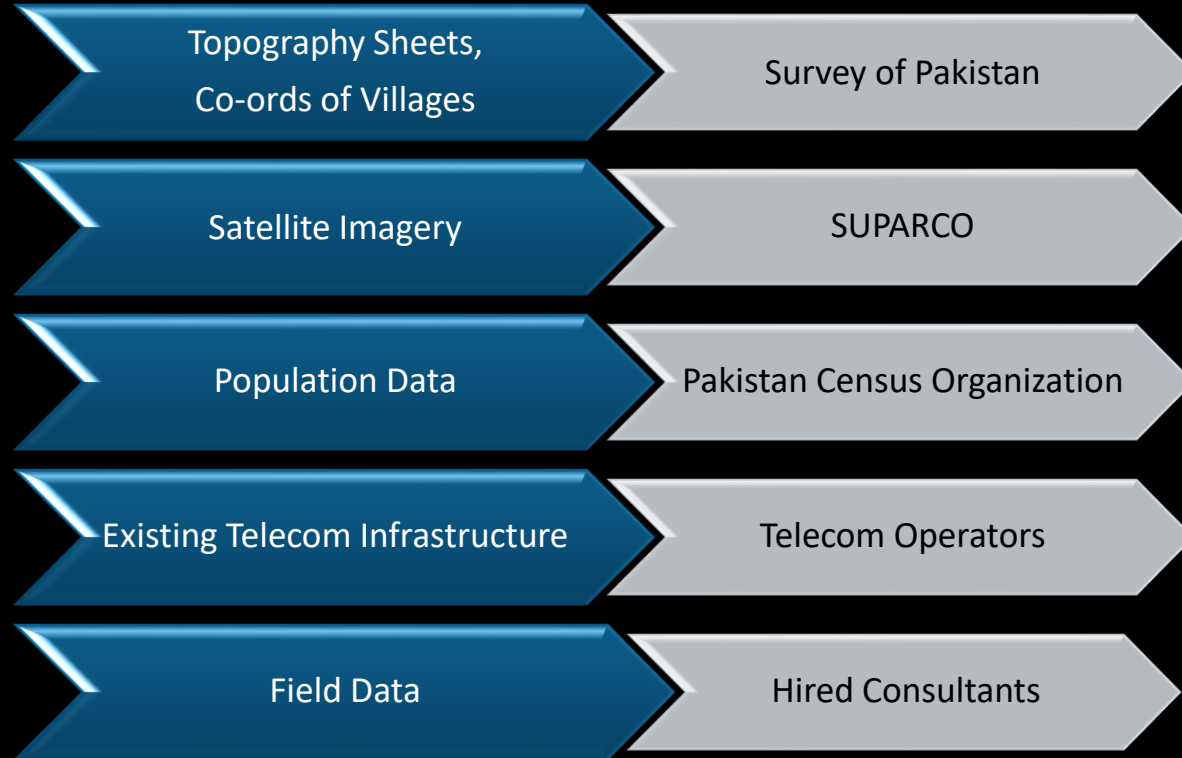 Topography Sheets,
Co-ords of Villages
Survey of Pakistan
Satellite Imagery
SUPARCO
Population Data
Pakistan Census Organization
Existing Telecom Infrastructure
Telecom Operators
Field Data
Hired Consultants